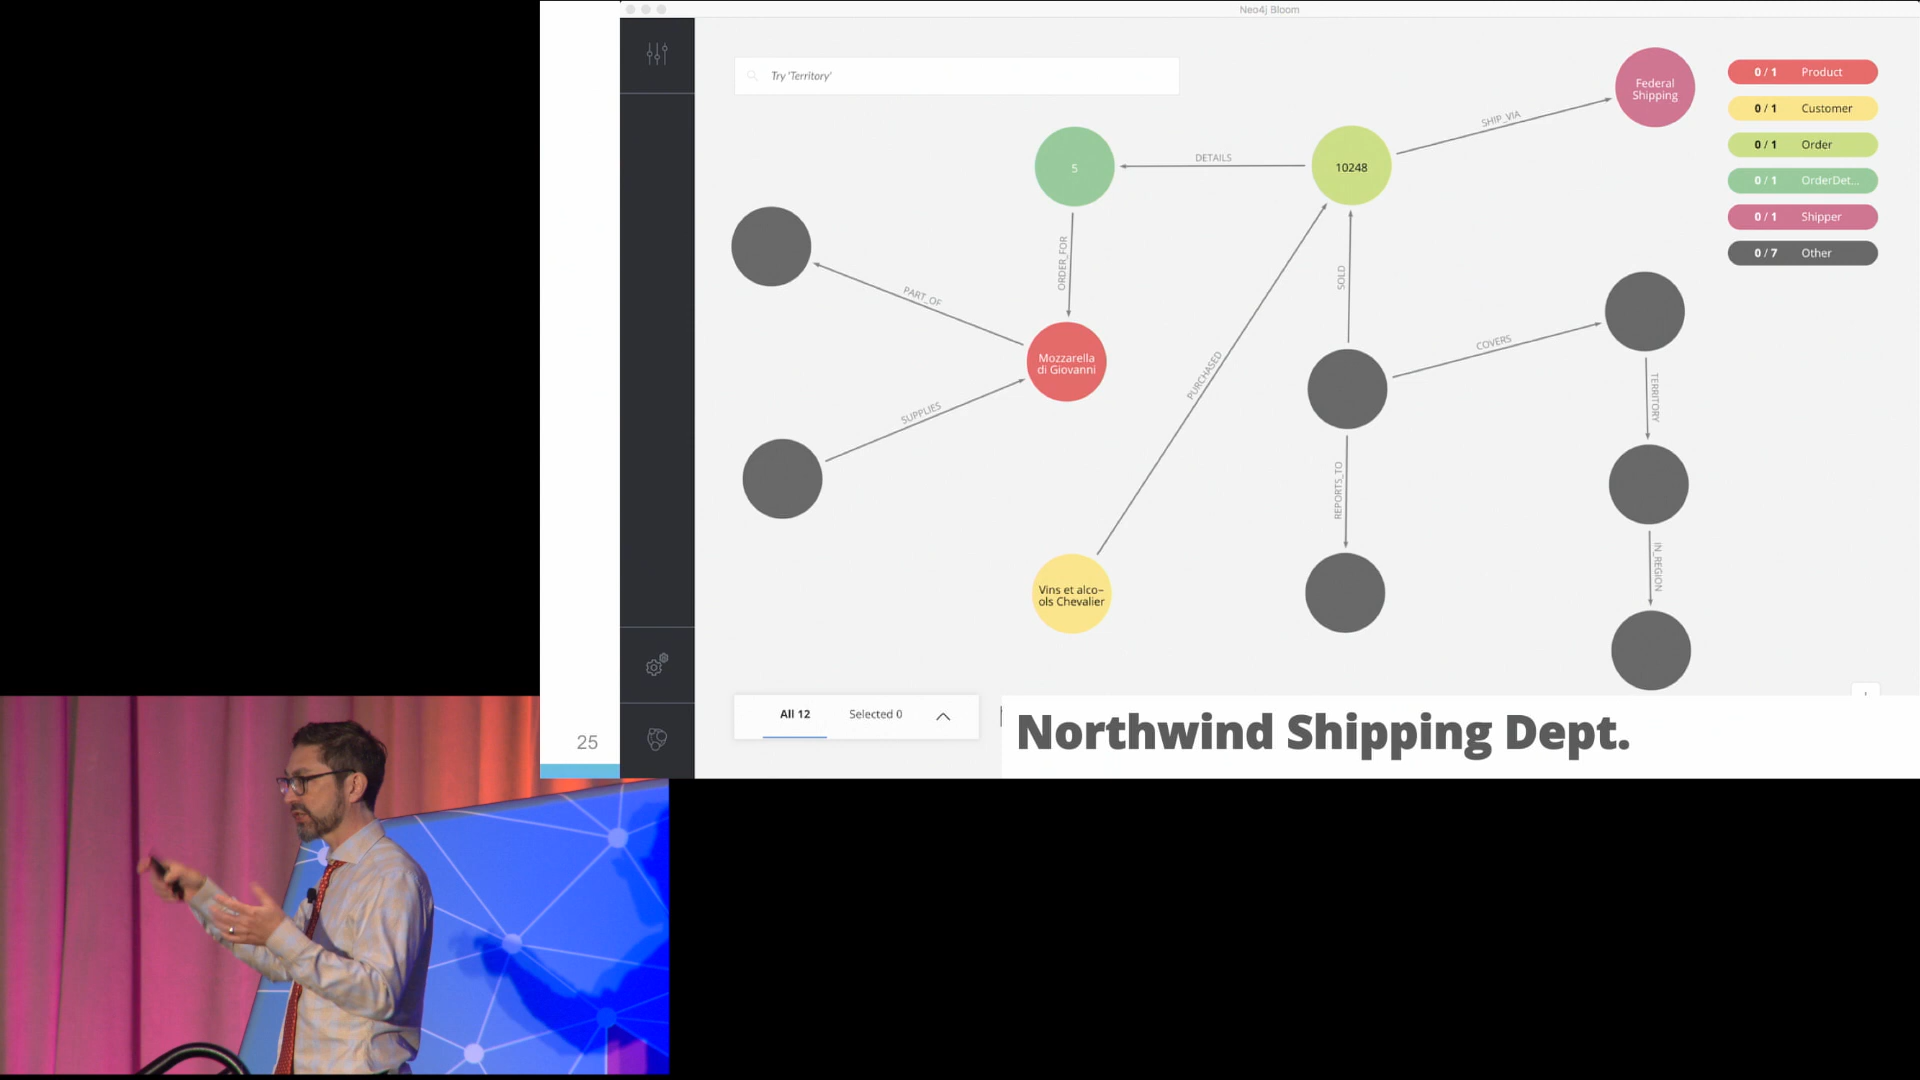 Neo4j Bloom
Try 'Territory'
Federal
Shipping
0 / 1 Product
0 / 1 Customer
0 / 1 Order
0 / 1 OrderDet...
0 / 1 Shipper
0 / 7 Other
SHIP_VIA
5
DETAILS
10248
ORDER_FOR
PART_OF
SOLD
Mozzarella
di Giovanni
PURCHASED
COVERS
TERRITORY
SUPPLIES
REPORTS_TO
IN_REGION
Vins et alco-
ols Chevalier
All 12
Selected 0
25
Northwind Shipping Dept.